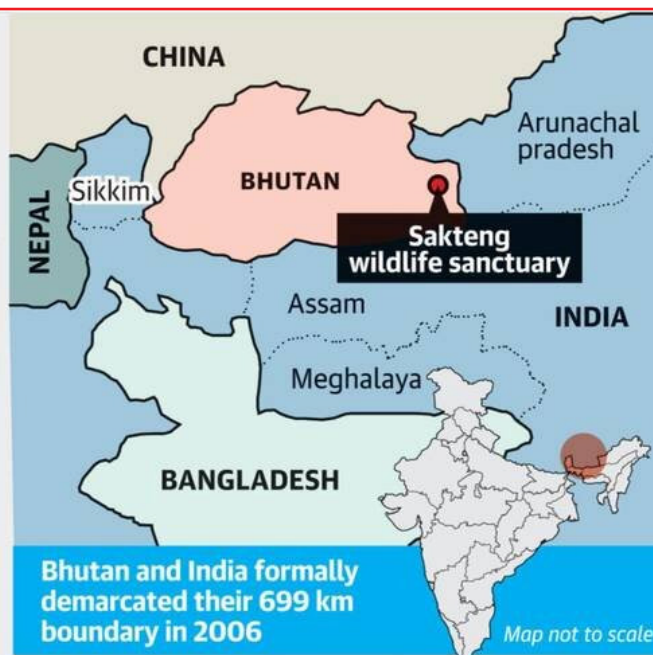 CHINA
Arunachal
pradesh
Sikkim
BHUTAN
NEPAL
Sakteng
wildlife sanctuary
Assam
INDIA
Meghalaya
BANGLADESH
Bhutan and India formally
demarcated their 699 km
boundary in 2006
Map not to scale